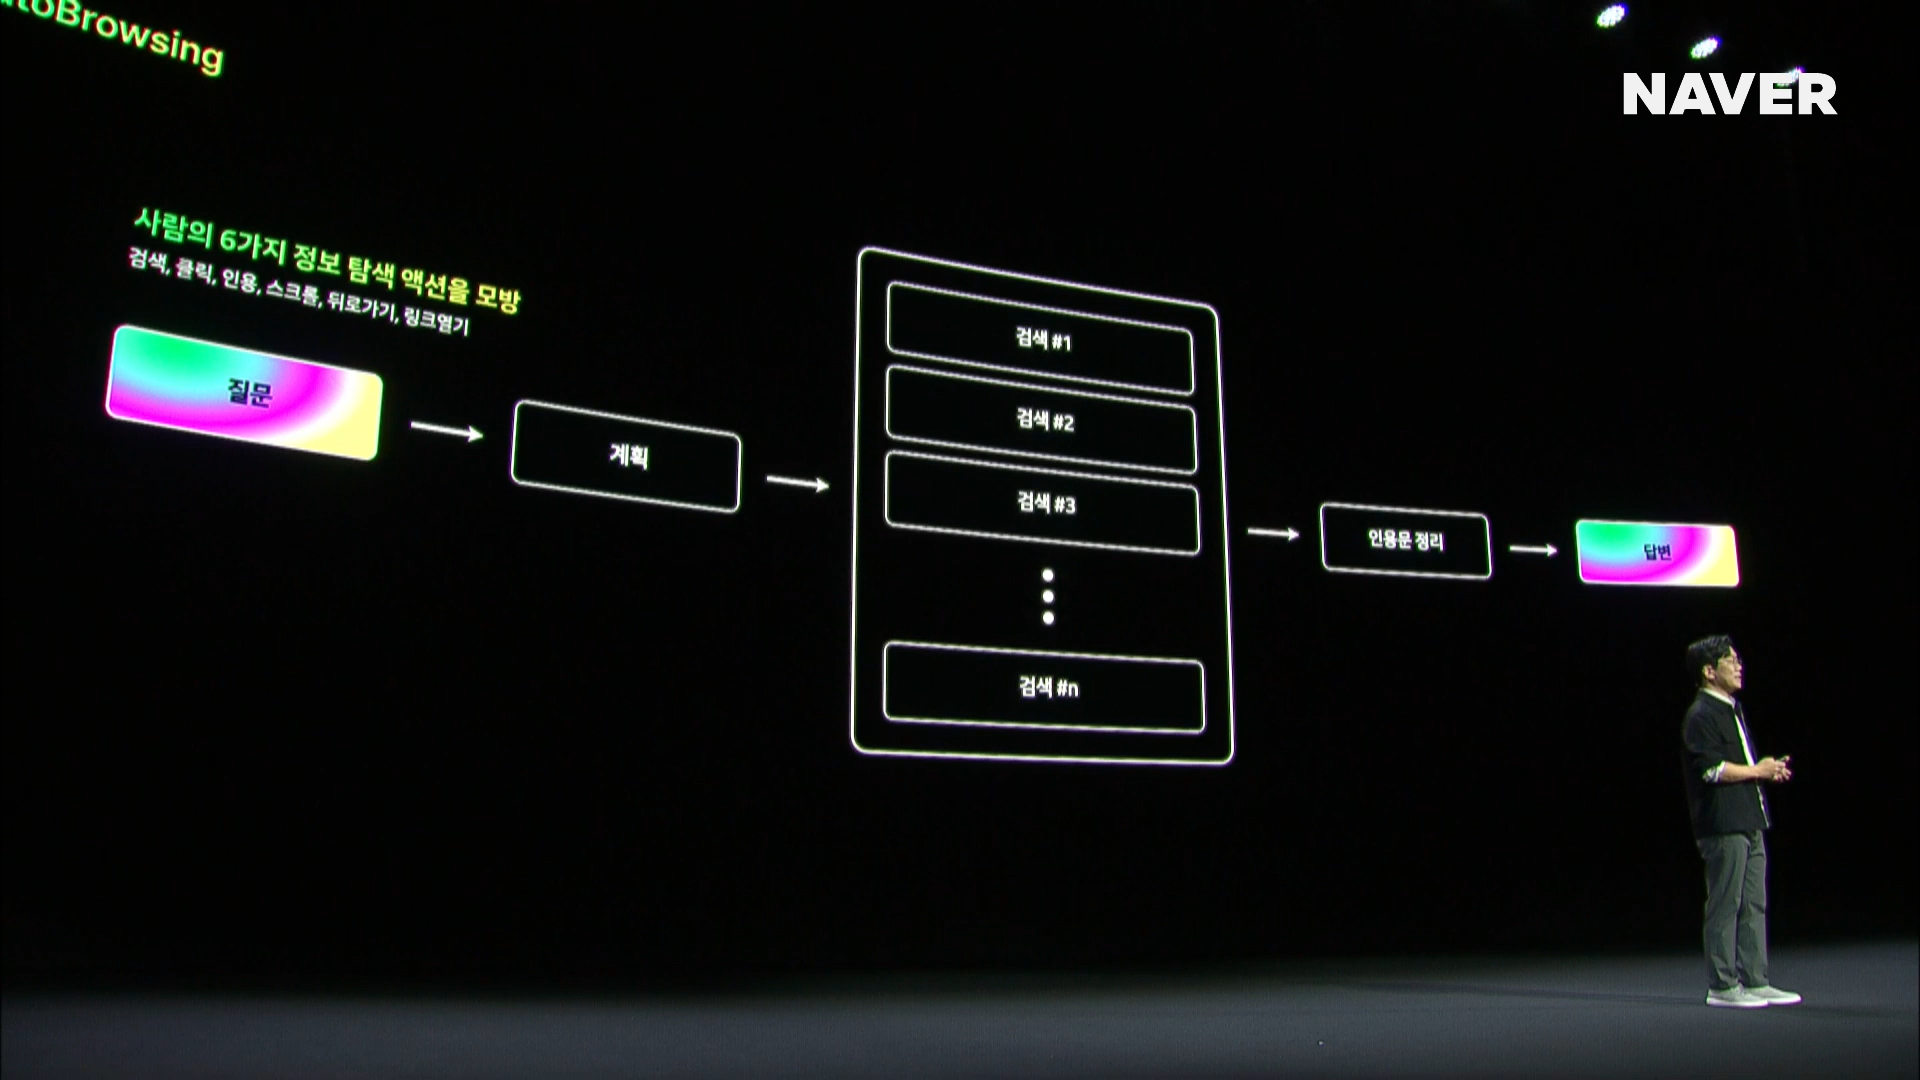 utoBrowsing
NAVER
사람의 6가지 정보 탐색 액션을 모방
검색, 클릭, 인용, 스크롤, 뒤로가기, 링크열기
질문
계획
검색 #1
검색 #2
검색 #3
검색 #n
인용문 정리
답변